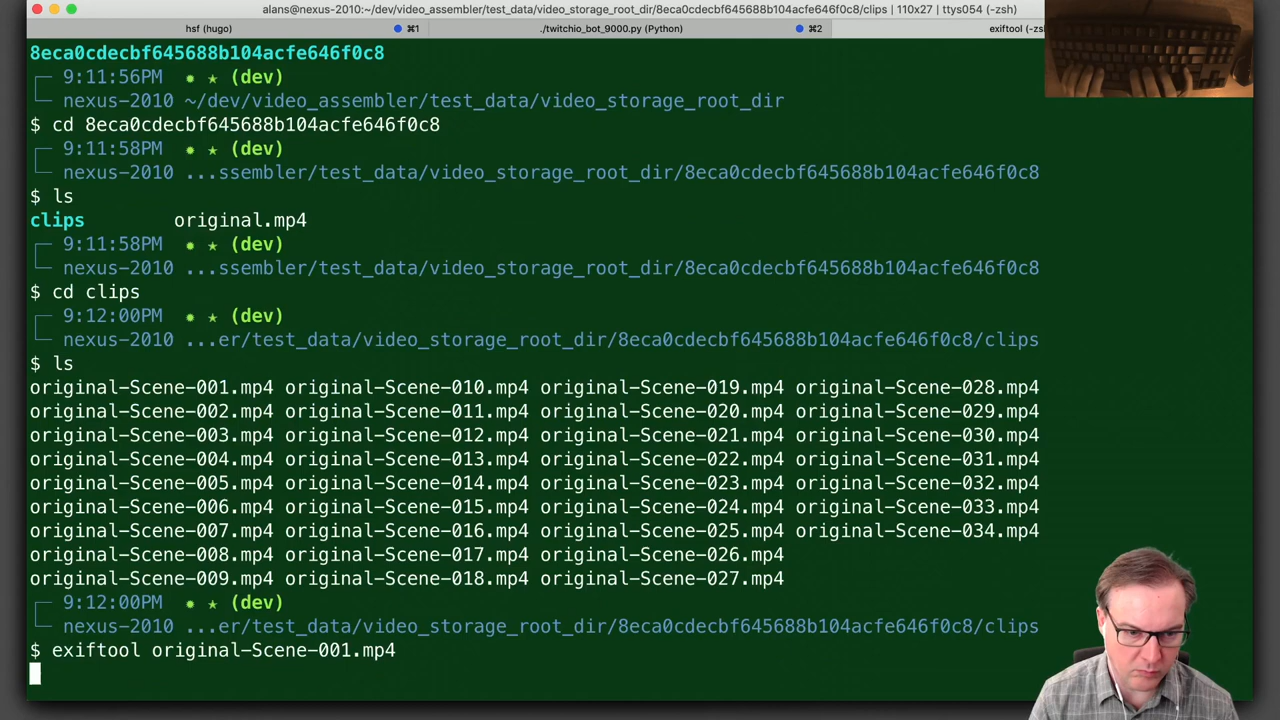 alans@nexus-2010:~/dev/video_assembler/test_data/video_storage_root_dir/8eca0cdecbf645688b104acfe646f0c8/clips | 110x27 | ttys054 (-zsh)
hsf (hugo) ⌘1 ./twitchio_bot_9000.py (Python) ⌘2 exiftool (-zsh
8eca0cdecbf645688b104acfe646f0c8
9:11:56PM ✹ ★ (dev)
nexus-2010 ~/dev/video_assembler/test_data/video_storage_root_dir
$ cd 8eca0cdecbf645688b104acfe646f0c8
9:11:58PM ✹ ★ (dev)
nexus-2010 ...ssembler/test_data/video_storage_root_dir/8eca0cdecbf645688b104acfe646f0c8
$ ls
clips original.mp4
9:11:58PM ✹ ★ (dev)
nexus-2010 ...ssembler/test_data/video_storage_root_dir/8eca0cdecbf645688b104acfe646f0c8
$ cd clips
9:12:00PM ✹ ★ (dev)
nexus-2010 ...er/test_data/video_storage_root_dir/8eca0cdecbf645688b104acfe646f0c8/clips
$ ls
original-Scene-001.mp4 original-Scene-010.mp4 original-Scene-019.mp4 original-Scene-028.mp4
original-Scene-002.mp4 original-Scene-011.mp4 original-Scene-020.mp4 original-Scene-029.mp4
original-Scene-003.mp4 original-Scene-012.mp4 original-Scene-021.mp4 original-Scene-030.mp4
original-Scene-004.mp4 original-Scene-013.mp4 original-Scene-022.mp4 original-Scene-031.mp4
original-Scene-005.mp4 original-Scene-014.mp4 original-Scene-023.mp4 original-Scene-032.mp4
original-Scene-006.mp4 original-Scene-015.mp4 original-Scene-024.mp4 original-Scene-033.mp4
original-Scene-007.mp4 original-Scene-016.mp4 original-Scene-025.mp4 original-Scene-034.mp4
original-Scene-008.mp4 original-Scene-017.mp4 original-Scene-026.mp4
original-Scene-009.mp4 original-Scene-018.mp4 original-Scene-027.mp4
9:12:00PM ✹ ★ (dev)
nexus-2010 ...er/test_data/video_storage_root_dir/8eca0cdecbf645688b104acfe646f0c8/clips
$ exiftool original-Scene-001.mp4